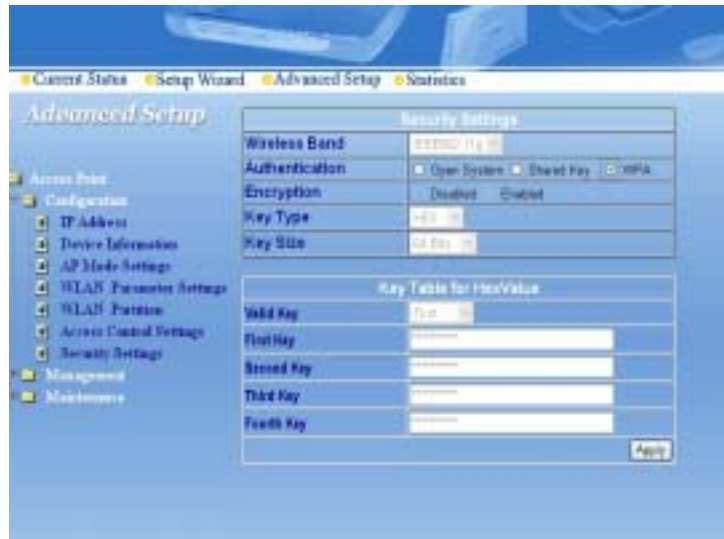 Current Status Setup Wizard Advanced Setup Statistics
Advanced Setup
Access Point
Configuration
IP Address
Device Information
AP Mode Settings
WLAN Parameter Settings
WLAN Partition
Access Control Settings
Security Settings
Management
Maintenance
Security Settings
Wireless Band IEEE802.11g
Authentication Open System Shared Key WPA
Encryption Disabled Enabled
Key Type HEX
Key Size 64 Bits
Key Table for HexValue
Valid Key First
First Key
Second Key
Third Key
Fourth Key
Apply